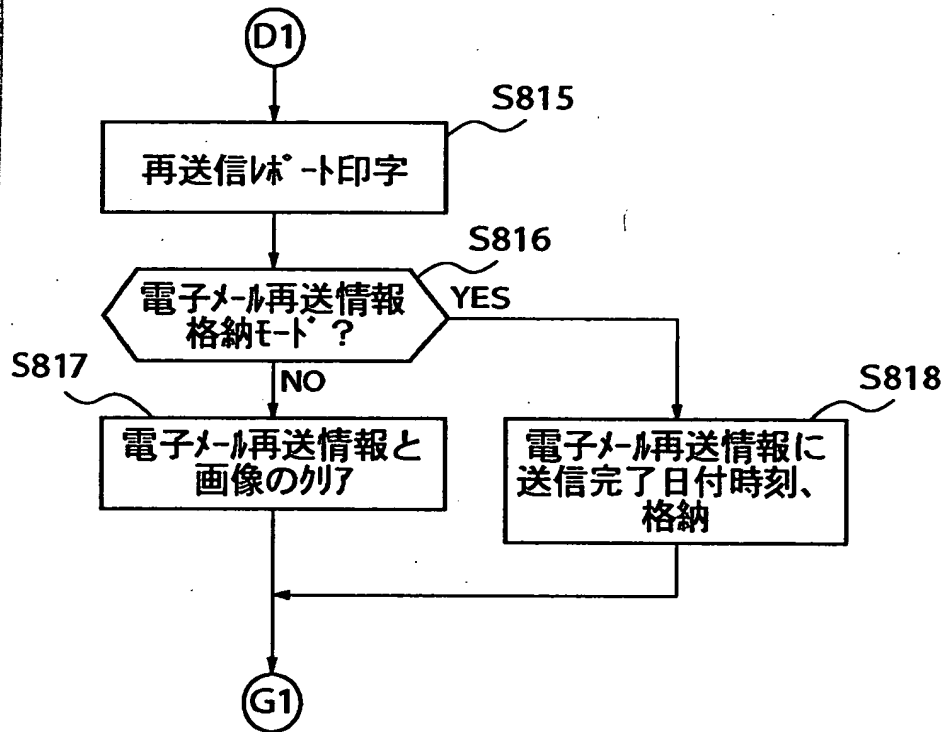 D1
S815
再送信ﾚﾎﾟｰﾄ印字
S816
電子ﾒｰﾙ再送情報
格納ﾓｰﾄﾞ？
YES
NO
S817
電子ﾒｰﾙ再送情報と
画像のｸﾘｱ
S818
電子ﾒｰﾙ再送情報に
送信完了日付時刻、
格納
G1